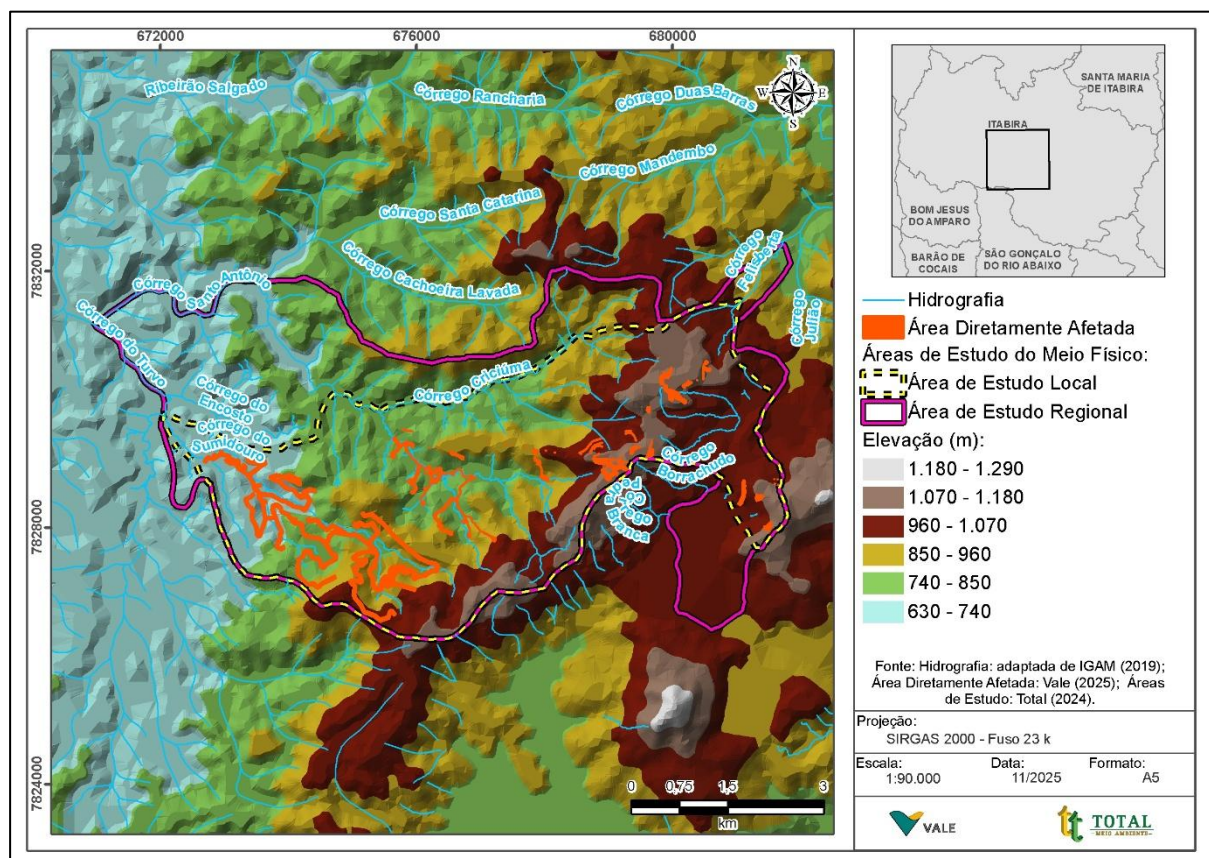 672000
676000
680000
7832000
7828000
7824000
Ribeirão Salgado
Córrego Rancharia
Córrego Duas Barras
Córrego Mandembo
Córrego Santa Catarina
Córrego Cachoeira Lavada
Córrego
Felisberta
Córrego
Julião
Córrego Santo Antônio
Córrego do Turvo
Córrego Criciúma
Córrego do
Encosto
Córrego do
Sumidouro
Córrego
Borrachudo
Córrego
Pedra
Branca
N
W
E
S
0
0,75
1,5
3
km
SANTA MARIA
DE ITABIRA
ITABIRA
BOM JESUS
DO AMPARO
BARÃO DE
COCAIS
SÃO GONÇALO
DO RIO ABAIXO
Hidrografia
Área Diretamente Afetada
Áreas de Estudo do Meio Físico:
Área de Estudo Local
Área de Estudo Regional
Elevação (m):
1.180 - 1.290
1.070 - 1.180
960 - 1.070
850 - 960
740 - 850
630 - 740
Fonte: Hidrografia: adaptada de IGAM (2019);
Área Diretamente Afetada: Vale (2025); Áreas
de Estudo: Total (2024).
Projeção:
SIRGAS 2000 - Fuso 23 k
Escala:
1:90.000
Data:
11/2025
Formato:
A5
VALE
TOTAL
MEIO AMBIENTE